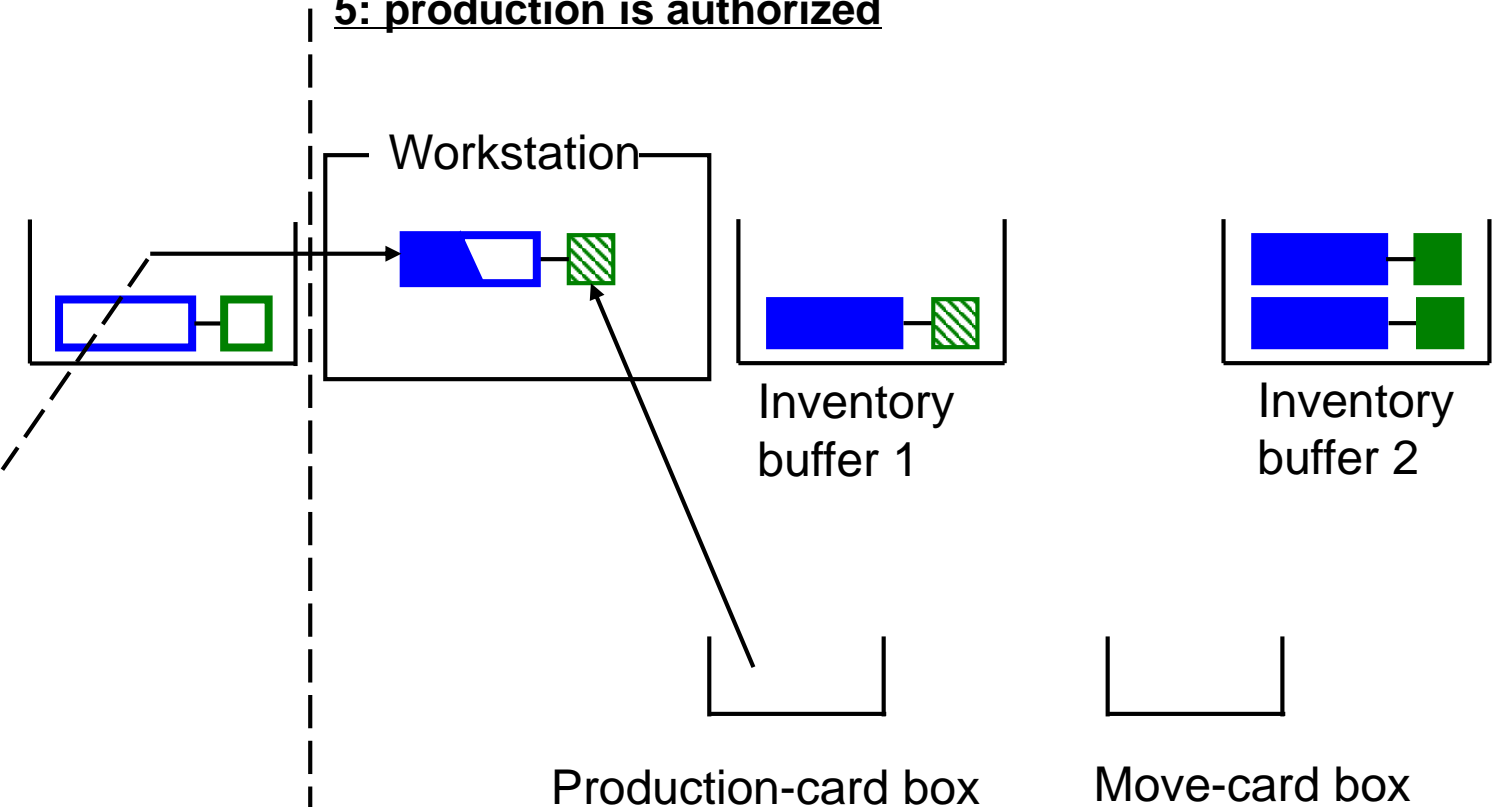 5: production is authorized
Workstation
Inventory
buffer 1
Inventory
buffer 2
Production-card box
Move-card box